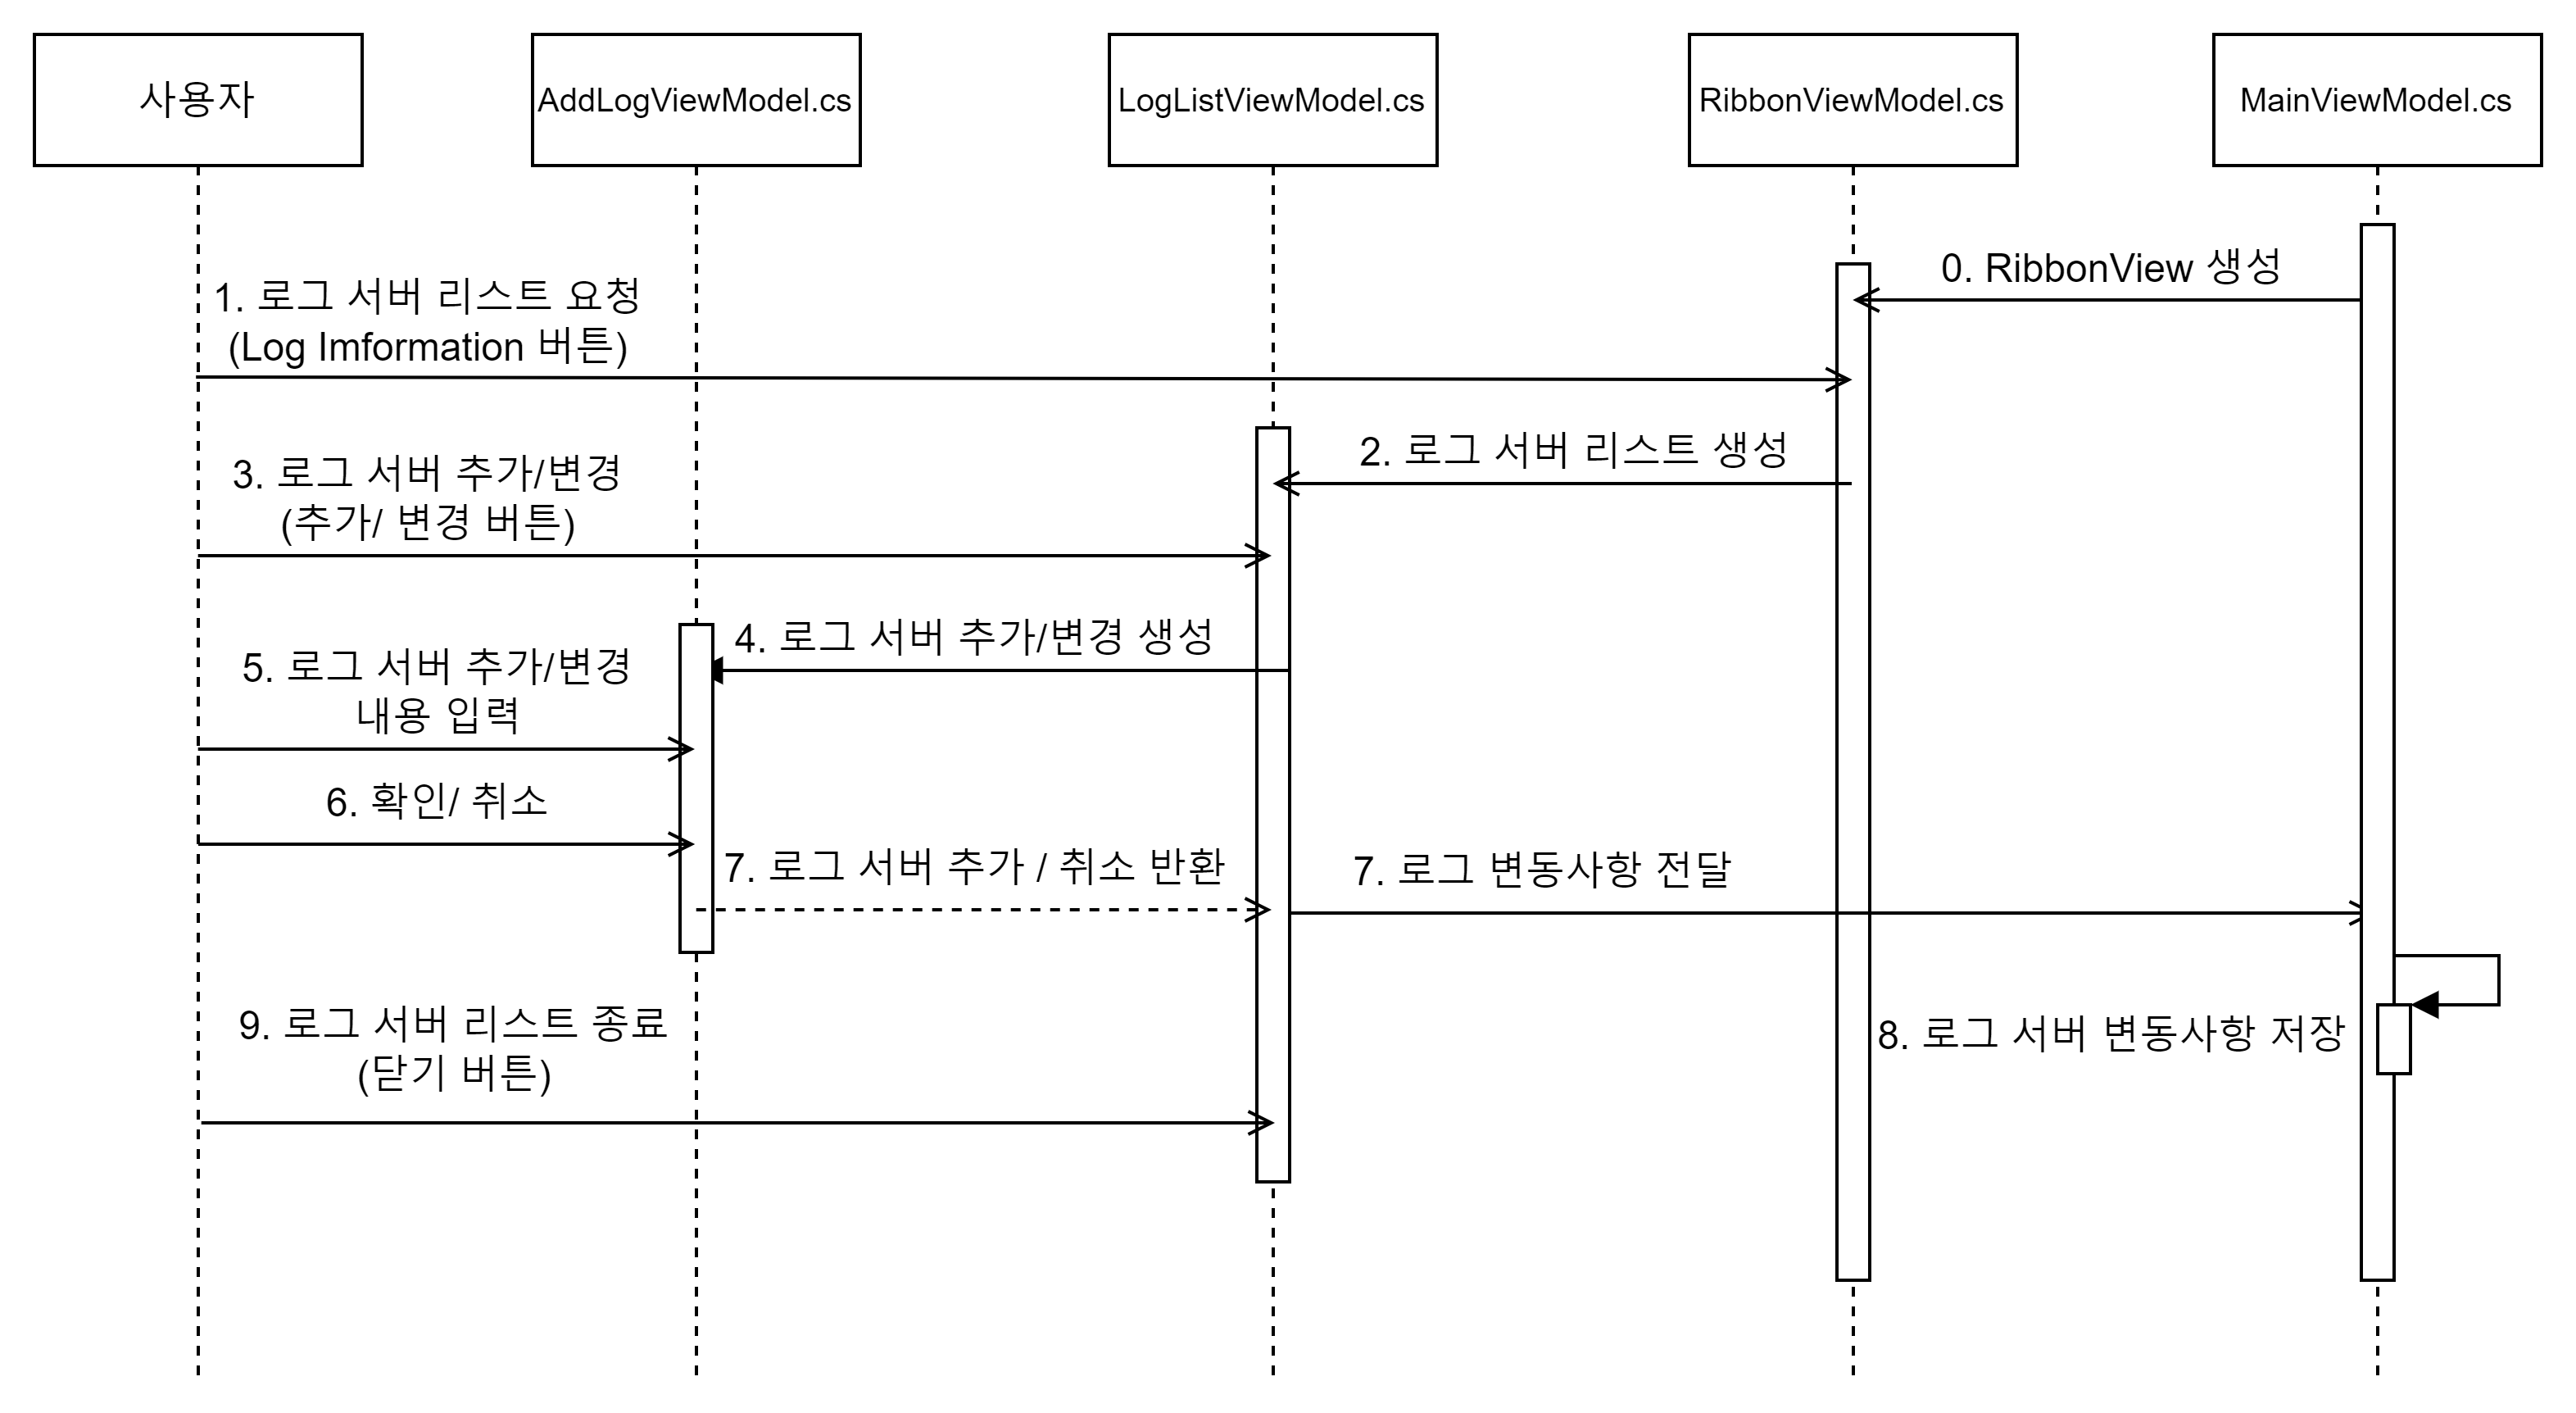 사용자
AddLogViewModel.cs
LogListViewModel.cs
RibbonViewModel.cs
MainViewModel.cs
0. RibbonView 생성
1. 로그 서버 리스트 요청
(Log Imformation 버튼)
2. 로그 서버 리스트 생성
3. 로그 서버 추가/변경
(추가/ 변경 버튼)
4. 로그 서버 추가/변경 생성
5. 로그 서버 추가/변경
내용 입력
6. 확인/ 취소
7. 로그 서버 추가 / 취소 반환
7. 로그 변동사항 전달
8. 로그 서버 변동사항 저장
9. 로그 서버 리스트 종료
(닫기 버튼)